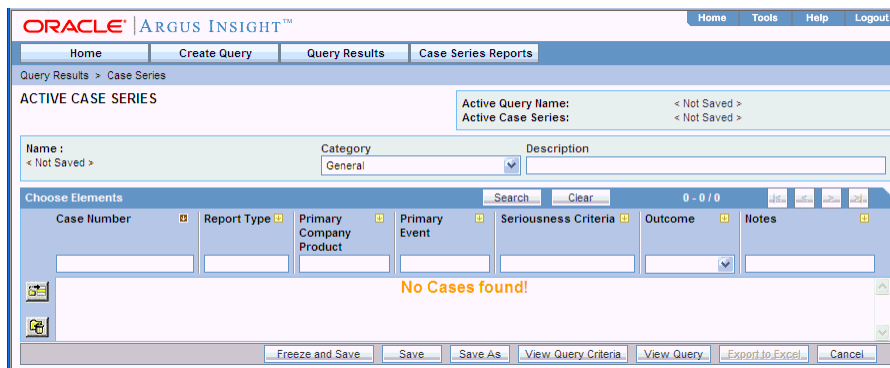 Home Tools Help Logout
ORACLE® | ARGUS INSIGHT™
Home Create Query Query Results Case Series Reports
Query Results > Case Series
ACTIVE CASE SERIES
Active Query Name: < Not Saved >
Active Case Series: < Not Saved >
Name : Category Description
< Not Saved > General
Choose Elements Search Clear 0 - 0 / 0
Case Number Report Type Primary Company Product Primary Event Seriousness Criteria Outcome Notes
No Cases found!
Freeze and Save Save Save As View Query Criteria View Query Export to Excel Cancel